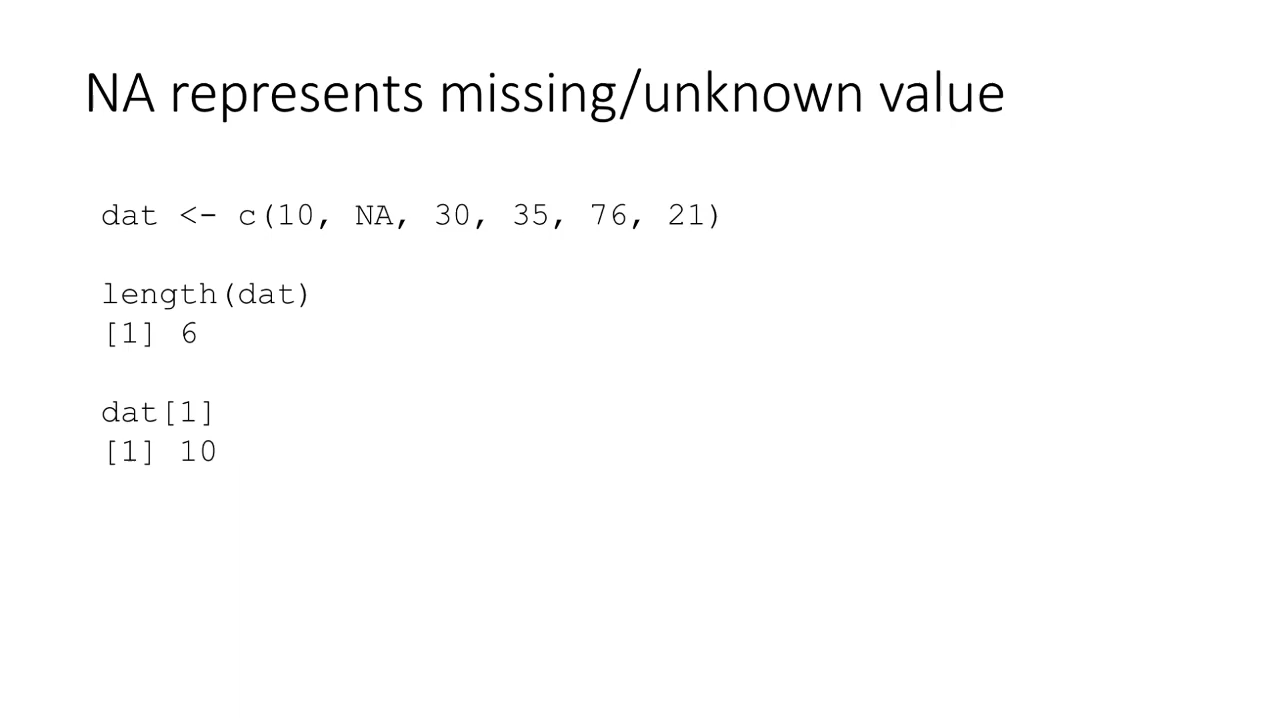 NA represents missing/unknown value
dat <- c(10, NA, 30, 35, 76, 21)
length(dat)
[1] 6
dat[1]
[1] 10